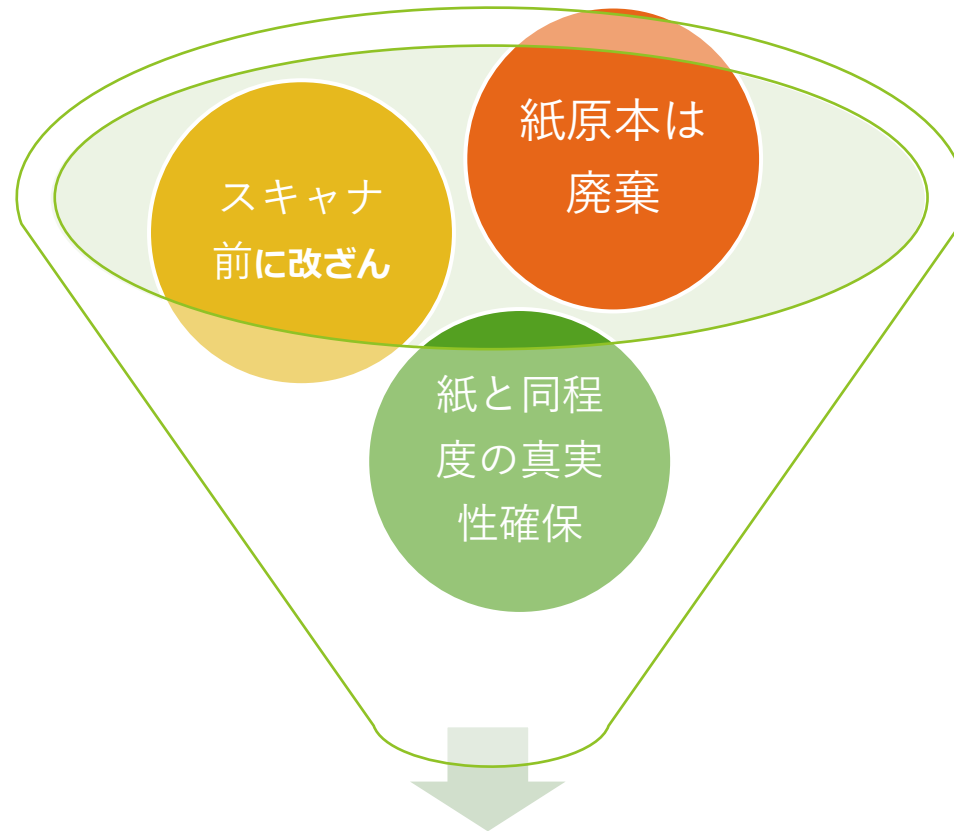 紙原本は
廃棄
スキャナ
前に改ざん
紙と同程
度の真実
性確保